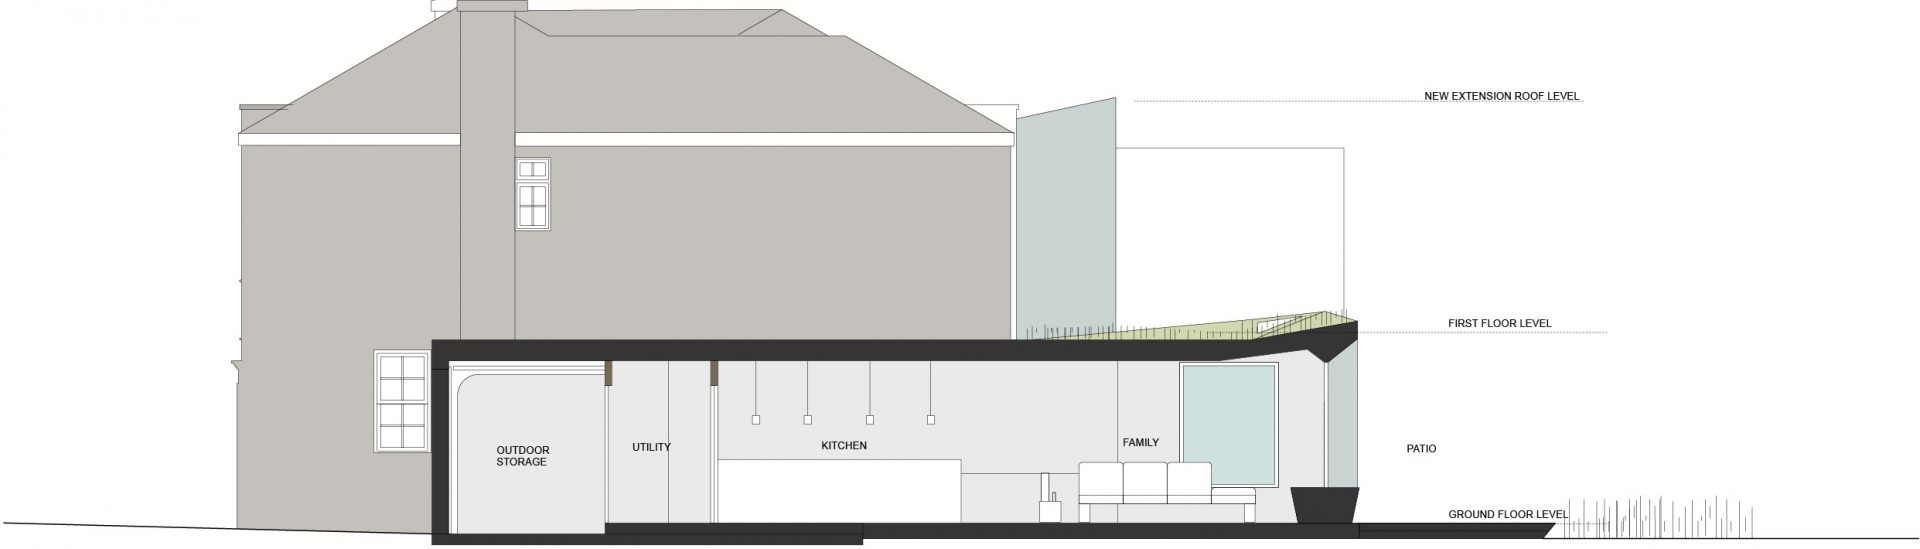 NEW EXTENSION ROOF LEVEL
FIRST FLOOR LEVEL
OUTDOOR
STORAGE
UTILITY
KITCHEN
FAMILY
PATIO
GROUND FLOOR LEVEL